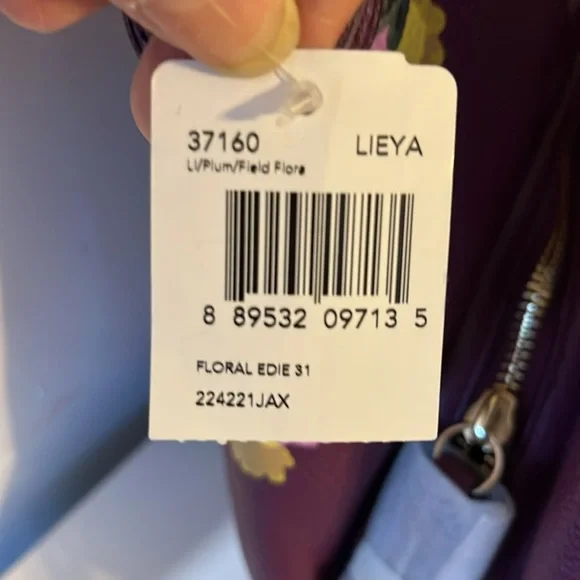 37160 LIEYA
LI/Plum/Field Flora
8 89532 09713 5
FLORAL EDIE 31
224221JAX